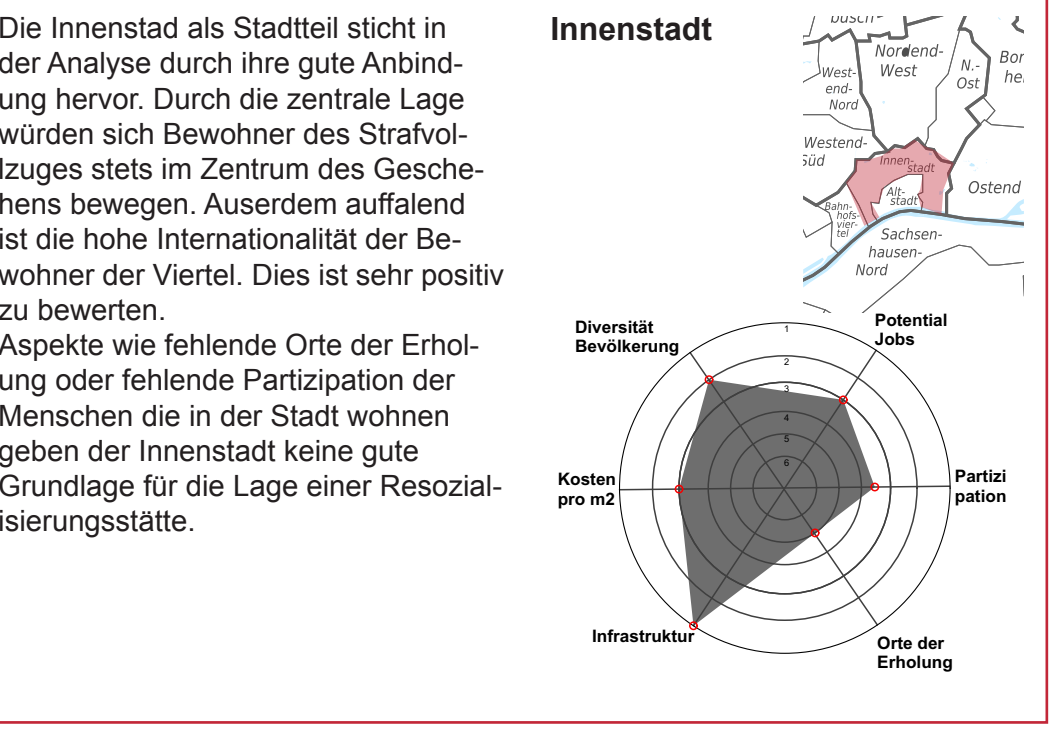 Die Innenstad als Stadtteil sticht in
der Analyse durch ihre gute Anbind-
ung hervor. Durch die zentrale Lage
würden sich Bewohner des Strafvol-
lzuges stets im Zentrum des Gesche-
hens bewegen. Auserdem auffalend
ist die hohe Internationalität der Be-
wohner der Viertel. Dies ist sehr positiv
zu bewerten.
Aspekte wie fehlende Orte der Erhol-
ung oder fehlende Partizipation der
Menschen die in der Stadt wohnen
geben der Innenstadt keine gute
Grundlage für die Lage einer Resozial-
isierungsstätte.
Innenstadt
busch-
Nordend-
West
West-
end-
Nord
N.-
Ost
Bor
he
Westend-
Süd
Innen-
stadt
Alt-
stadt
Ostend
Bahn-
hofs-
vier-
tel
Sachsen-
hausen-
Nord
Diversität
Bevölkerung
Potential
Jobs
1
2
3
4
5
6
Kosten
pro m2
Partizi
pation
Infrastruktur
Orte der
Erholung